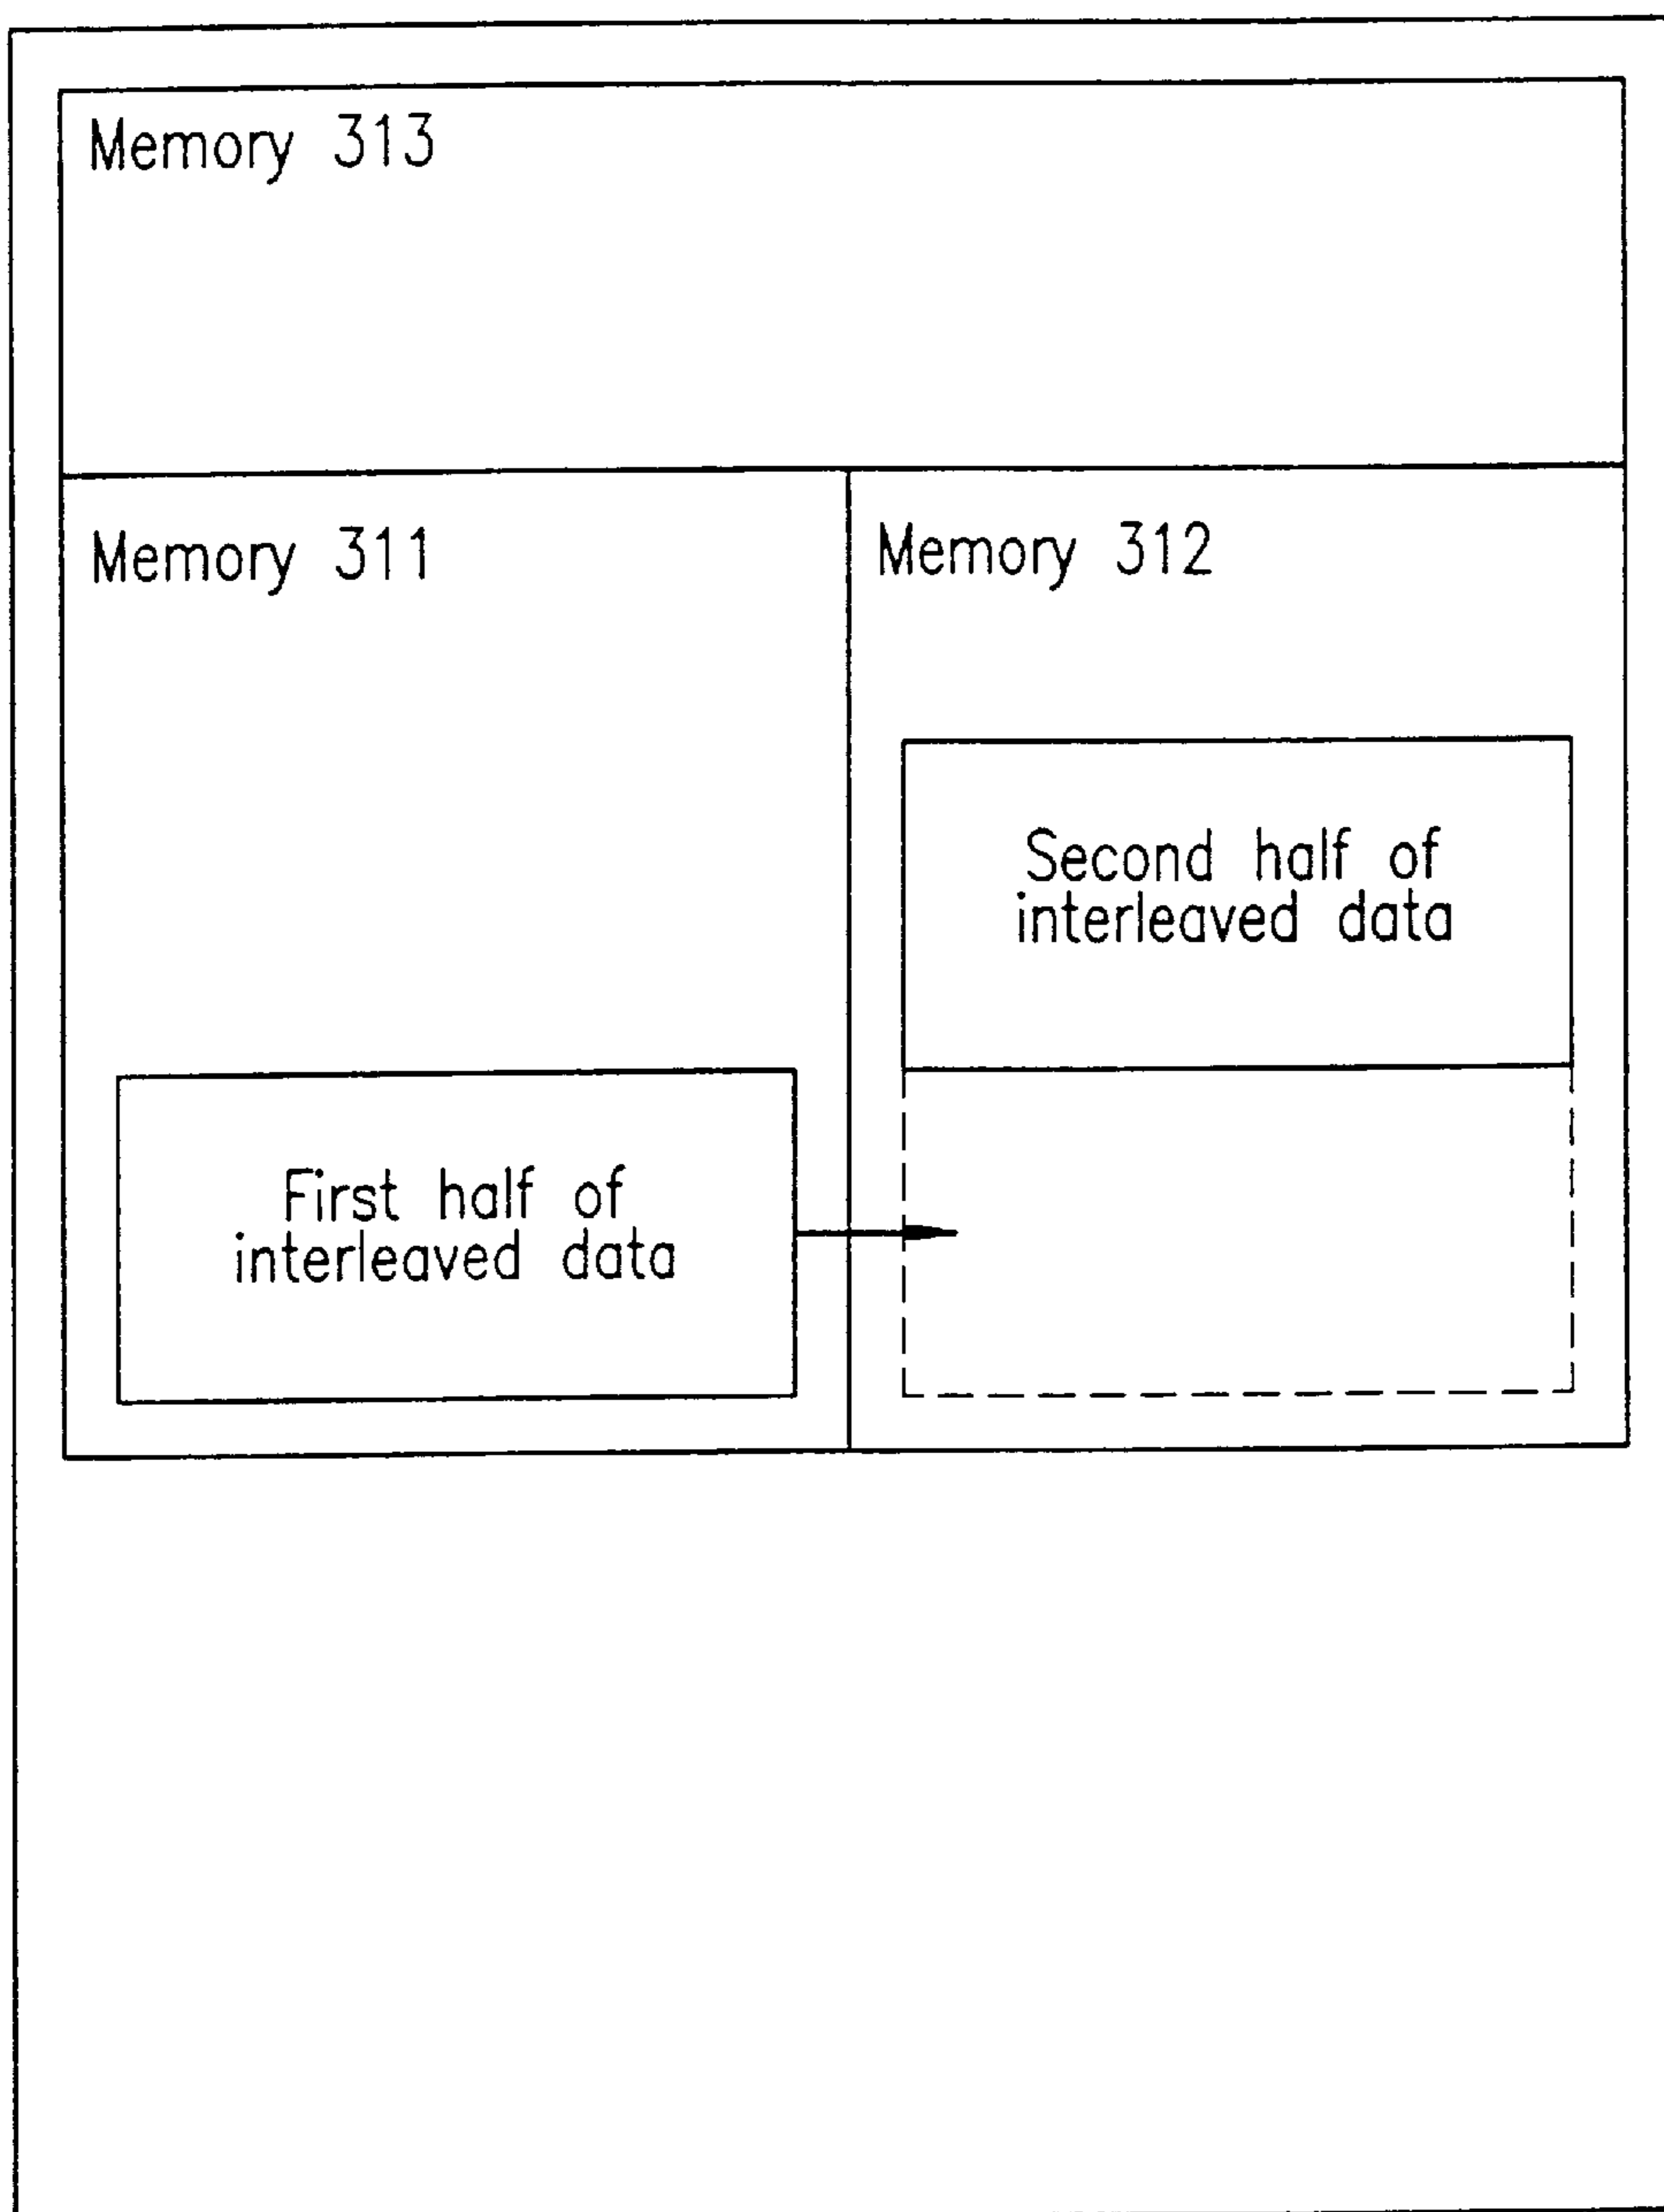 Memory 313
Memory 311
Memory 312
Second half of
interleaved data
First half of
interleaved data